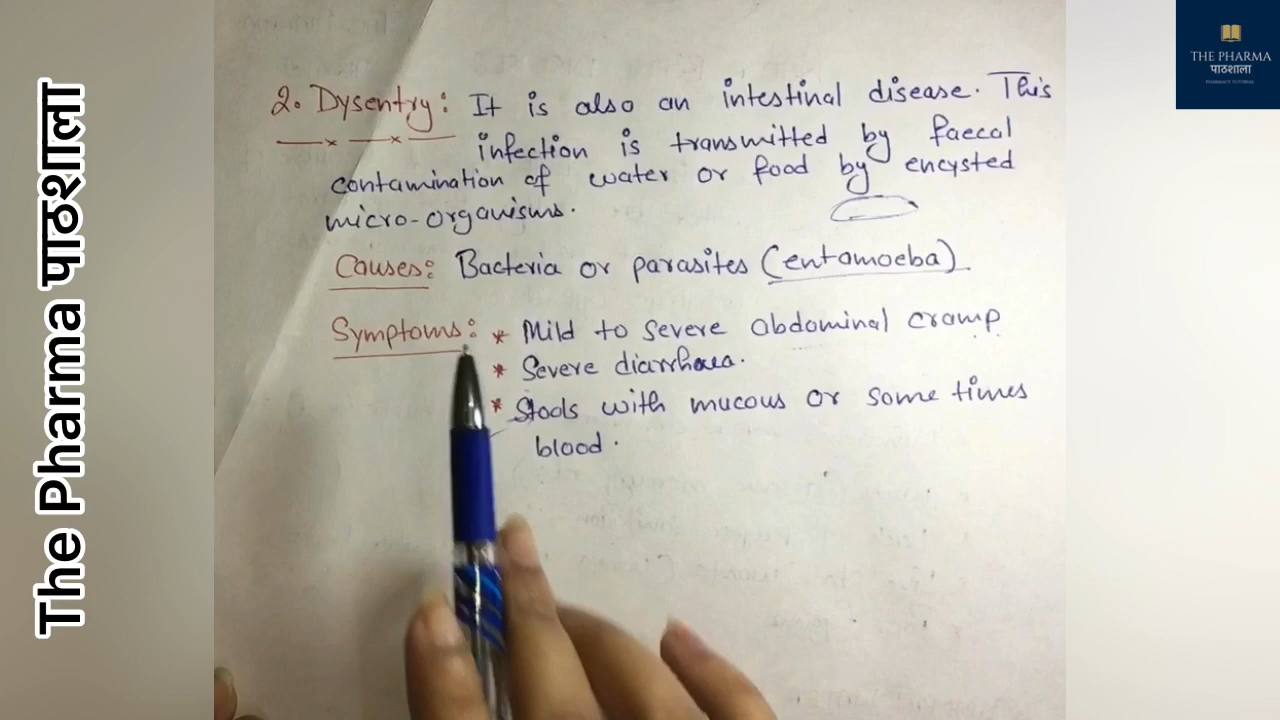 The Pharma पाठशाला
THE PHARMA
पाठशाला
PHARMACY TUTORIAL
2. Dysentry: It is also an intestinal disease. This
infection is transmitted by faecal
contamination of water or food by encysted
micro-organisms.
Causes: Bacteria or parasites (entamoeba).
Symptoms: * Mild to severe abdominal cramp
* Severe diarrhoea.
* Stools with mucous or some times
blood.